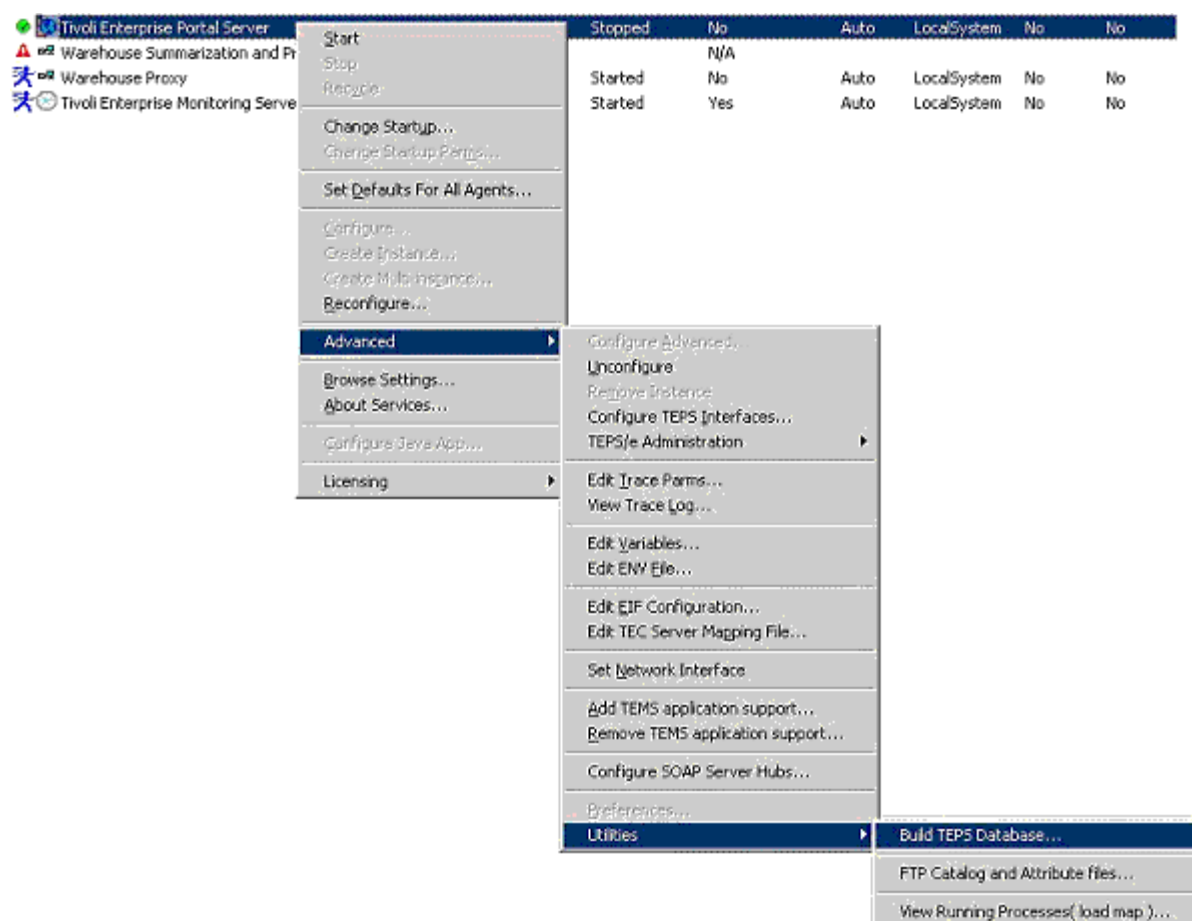 Tivoli Enterprise Portal Server Stopped No Auto LocalSystem No No
Warehouse Summarization and Pr N/A
Warehouse Proxy Started No Auto LocalSystem No No
Tivoli Enterprise Monitoring Serve Started Yes Auto LocalSystem No No
Start
Stop
Recycle
Change Startup...
Change Startup Parms...
Set Defaults For All Agents...
Configure...
Create Instance...
Create Multi-Instance...
Reconfigure...
Advanced
Browse Settings...
About Services...
Configure Java App...
Licensing
Configure Advanced...
Unconfigure
Remove Instance
Configure TEPS Interfaces...
TEPS/e Administration
Edit Trace Parms...
View Trace Log...
Edit Variables...
Edit ENV File...
Edit EIF Configuration...
Edit TEC Server Mapping File...
Set Network Interface
Add TEMS application support...
Remove TEMS application support...
Configure SOAP Server Hubs...
Preferences...
Utilities
Build TEPS Database...
FTP Catalog and Attribute files...
View Running Processes( load map )...